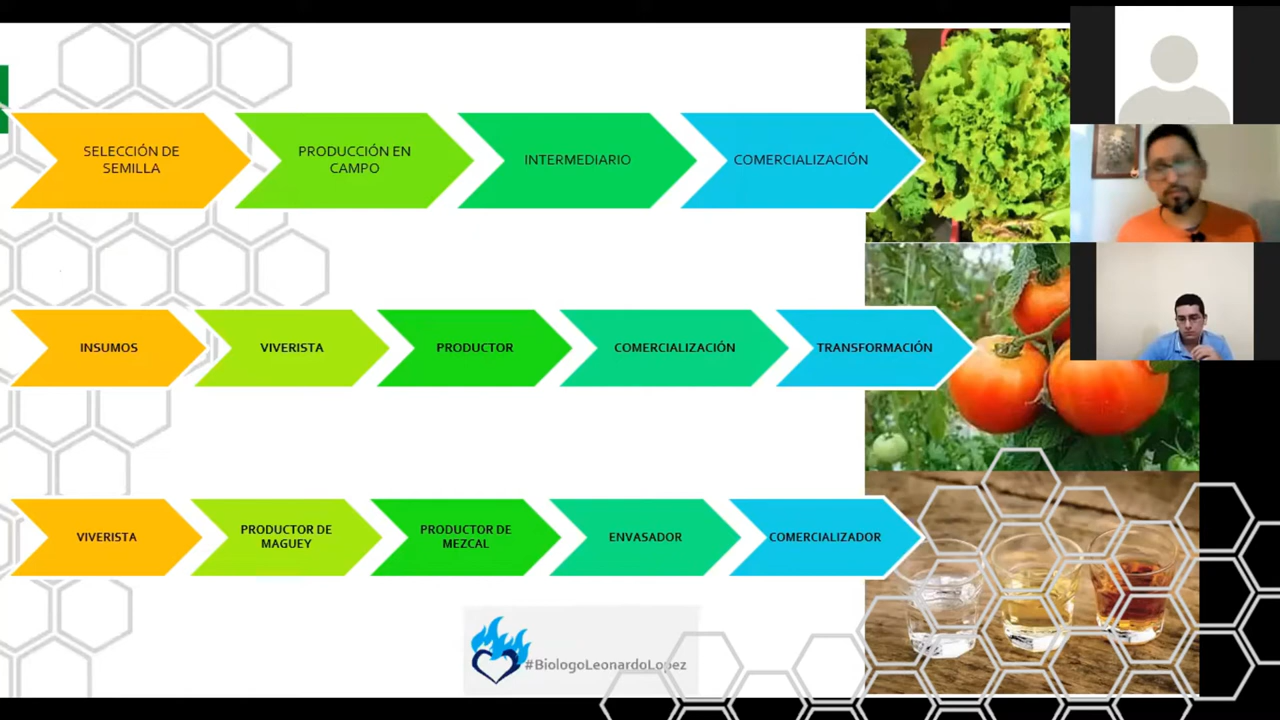 SELECCIÓN DE
SEMILLA
PRODUCCIÓN EN
CAMPO
INTERMEDIARIO
COMERCIALIZACIÓN
INSUMOS
VIVERISTA
PRODUCTOR
COMERCIALIZACIÓN
TRANSFORMACIÓN
VIVERISTA
PRODUCTOR DE
MAGUEY
PRODUCTOR DE
MEZCAL
ENVASADOR
COMERCIALIZADOR
#BiologoLeonardoLopez